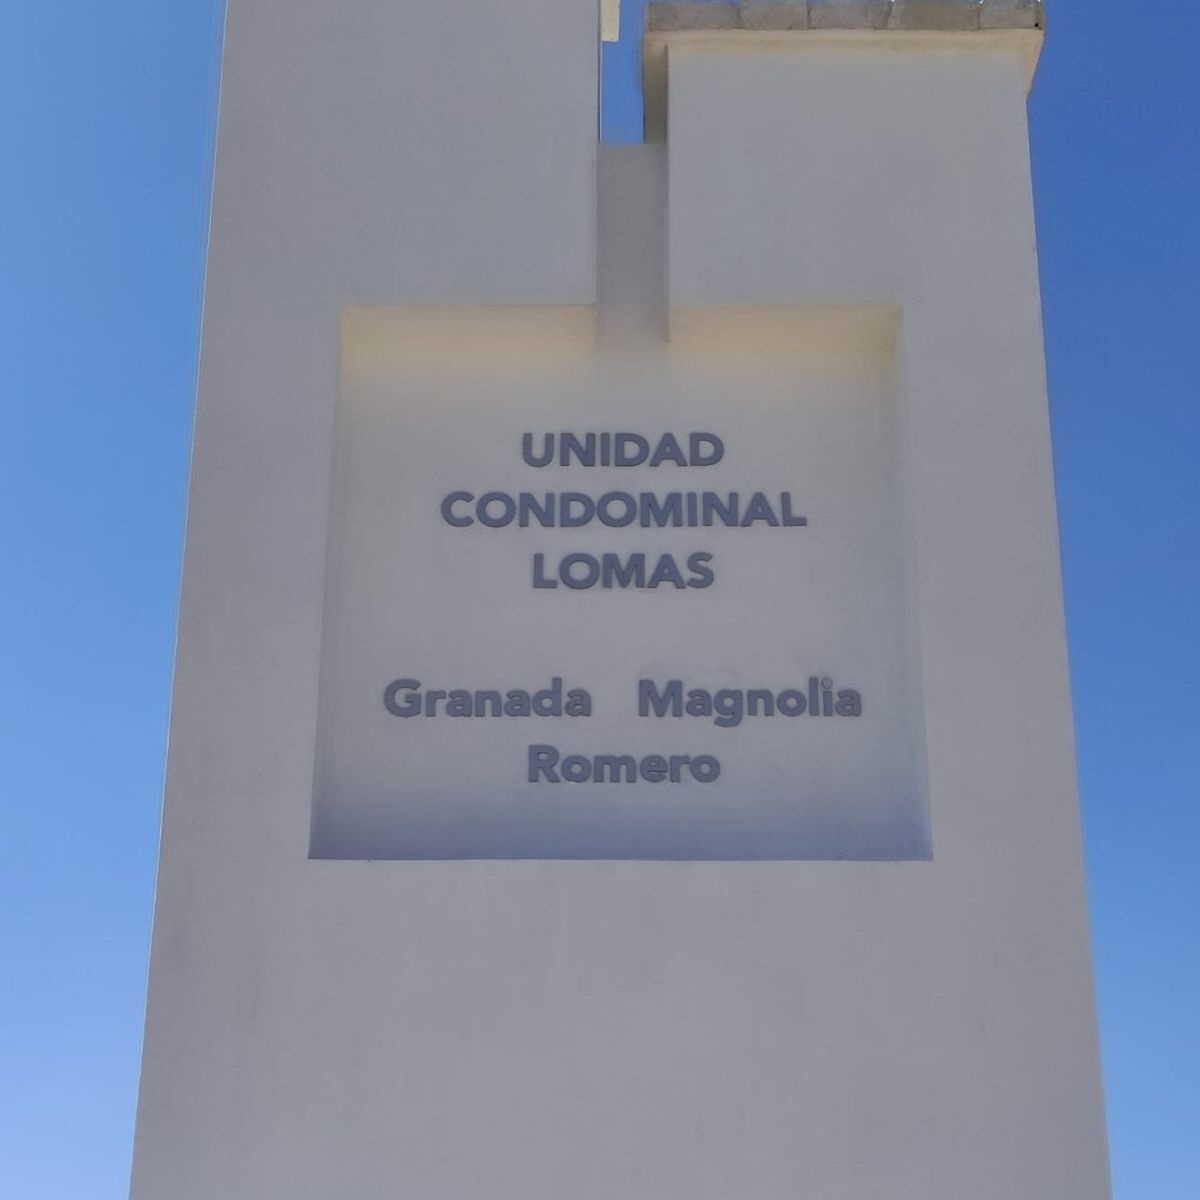 UNIDAD
CONDOMINAL
LOMAS
Granada Magnolia
Romero